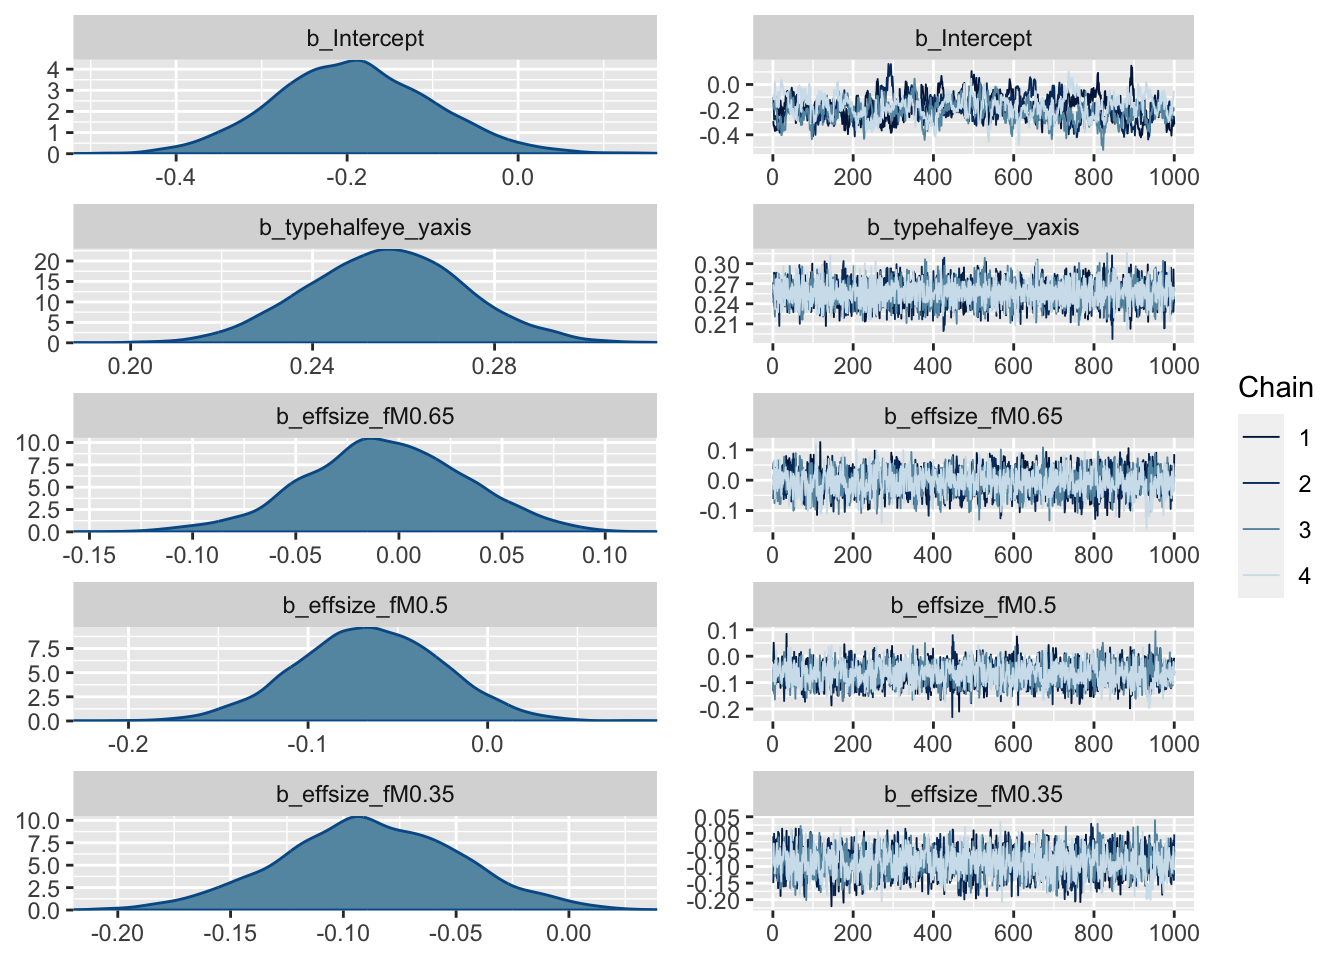 b_Intercept
4
3
2
1
0
-0.4 -0.2 0.0
b_Intercept
0.0
-0.2
-0.4
0 200 400 600 800 1000
b_typehalfeye_yaxis
20
15
10
5
0
0.20 0.24 0.28
b_typehalfeye_yaxis
0.30
0.27
0.24
0.21
0 200 400 600 800 1000
b_effsize_fM0.65
10.0
7.5
5.0
2.5
0.0
-0.15 -0.10 -0.05 0.00 0.05 0.10
b_effsize_fM0.65
0.1
0.0
-0.1
0 200 400 600 800 1000
b_effsize_fM0.5
7.5
5.0
2.5
0.0
-0.2 -0.1 0.0
b_effsize_fM0.5
0.1
0.0
-0.1
-0.2
0 200 400 600 800 1000
b_effsize_fM0.35
10.0
7.5
5.0
2.5
0.0
-0.20 -0.15 -0.10 -0.05 0.00
b_effsize_fM0.35
0.05
0.00
-0.05
-0.10
-0.15
-0.20
0 200 400 600 800 1000
Chain
1
2
3
4